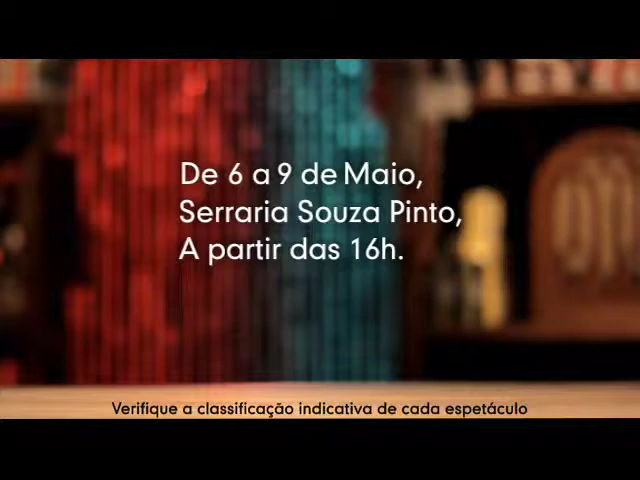 De 6 a 9 de Maio,
Serraria Souza Pinto,
A partir das 16h.
Verifique a classificação indicativa de cada espetáculo